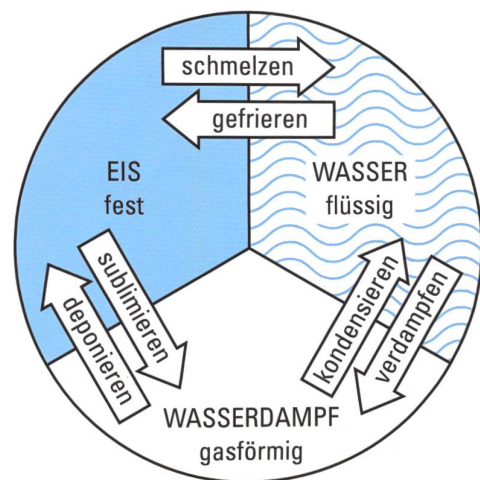 schmelzen
gefrieren
EIS
fest
WASSER
flüssig
sublimieren
deponieren
kondensieren
verdampfen
WASSERDAMPF
gasförmig